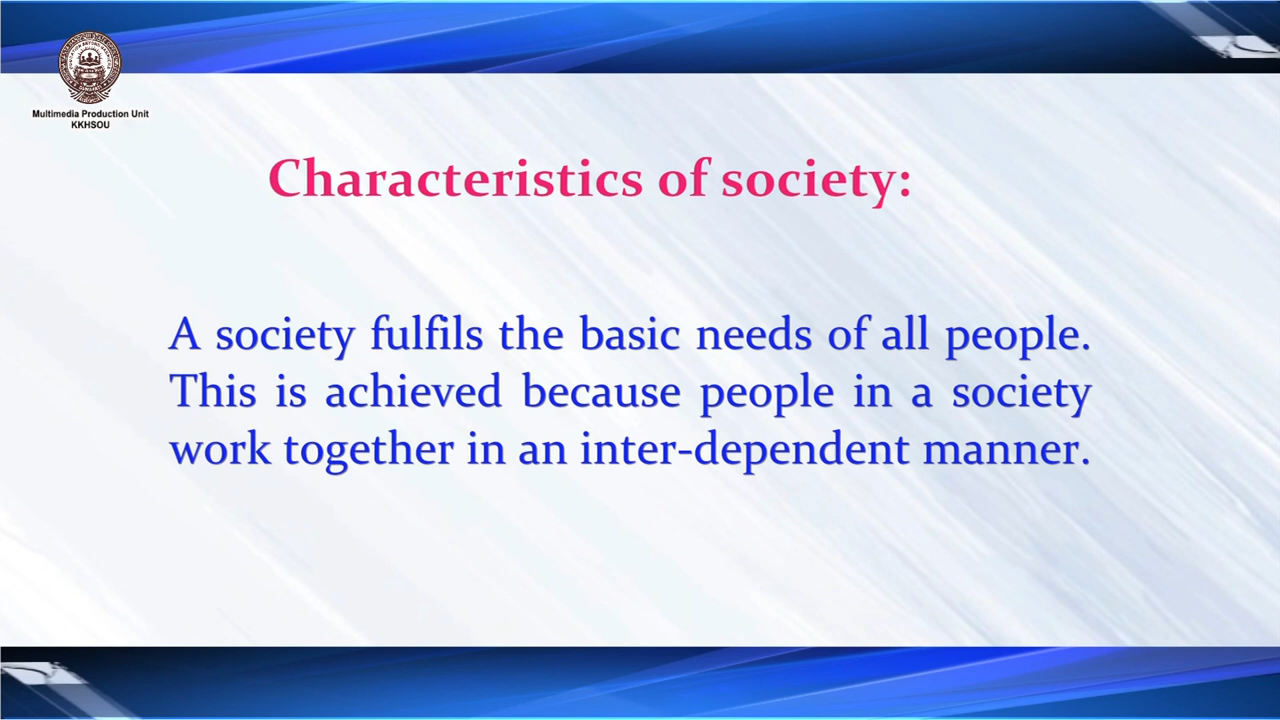 Multimedia Production Unit
KKHSOU
Characteristics of society:
A society fulfils the basic needs of all people.
This is achieved because people in a society
work together in an inter-dependent manner.